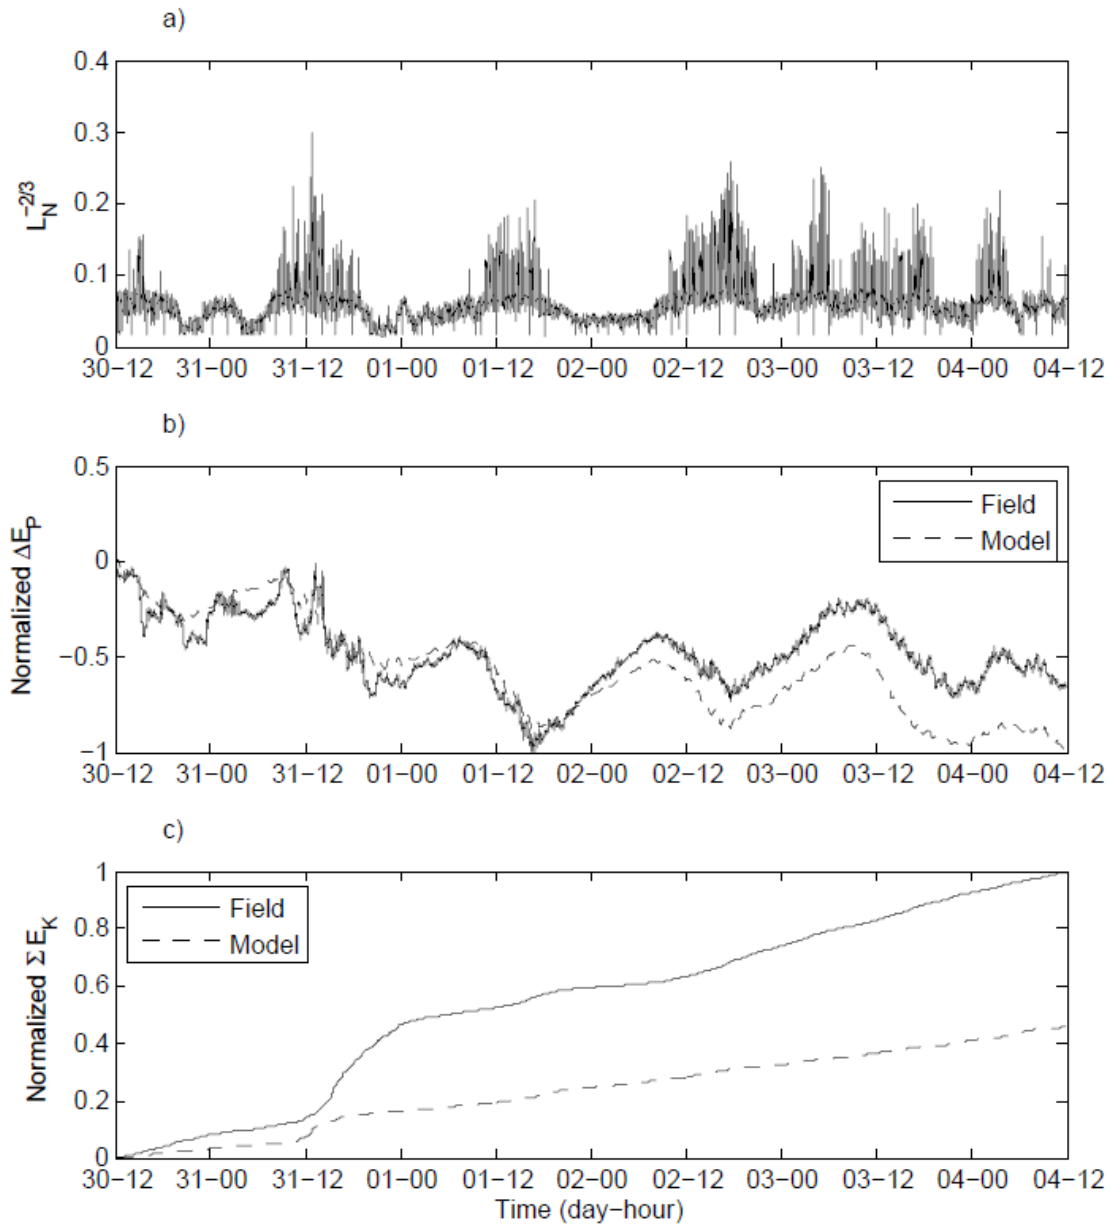 a)
0.4
0.3
0.2
0.1
0
L_N^{-2/3}
30−12 31−00 31−12 01−00 01−12 02−00 02−12 03−00 03−12 04−00 04−12
b)
0.5
0
−0.5
−1
Normalized ΔE_P
Field
Model
30−12 31−00 31−12 01−00 01−12 02−00 02−12 03−00 03−12 04−00 04−12
c)
1
0.8
0.6
0.4
0.2
0
Normalized Σ E_K
Field
Model
30−12 31−00 31−12 01−00 01−12 02−00 02−12 03−00 03−12 04−00 04−12
Time (day−hour)